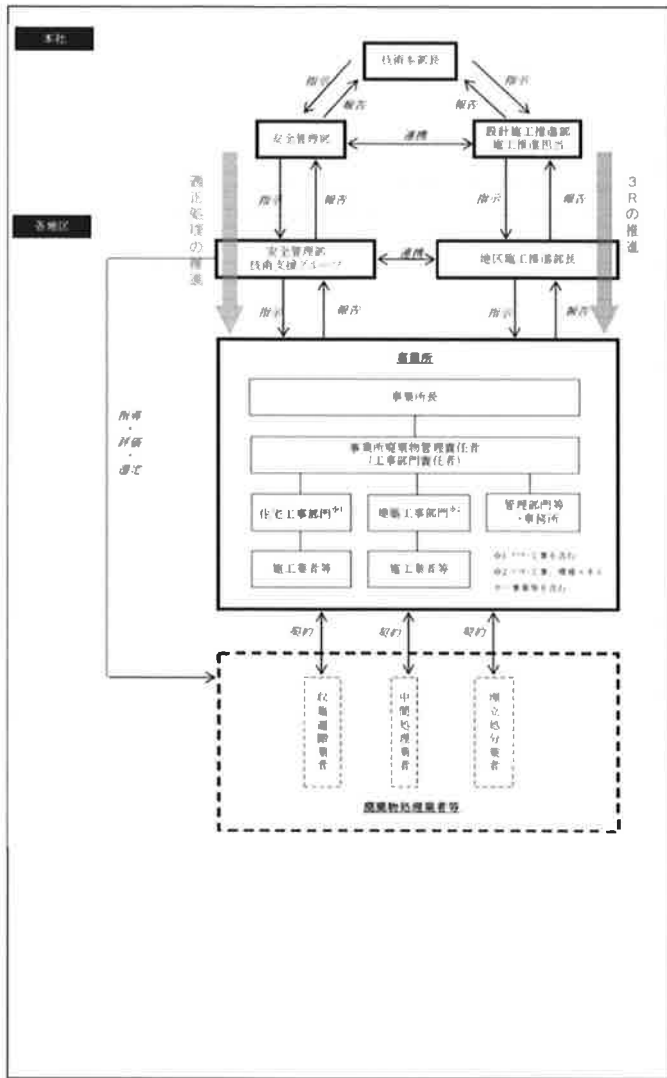 本社
技術本部長
指示
報告
指示
報告
安全管理部
連携
設計施工推進部
施工推進担当
適正処理の推進
3Rの推進
指示
報告
指示
報告
各地区
安全管理部
技術支援グループ
連携
地区施工推進部長
指示
報告
指示
報告
事業所
事業所長
事業所廃棄物管理責任者
(工事部門責任者)
住宅工事部門※1
建築工事部門※2
管理部門等
・事務所
施工業者等
施工業者等
指導・評価・選定
契約
契約
契約
収集運搬業者
中間処理業者
埋立処分業者
廃棄物処理業者等